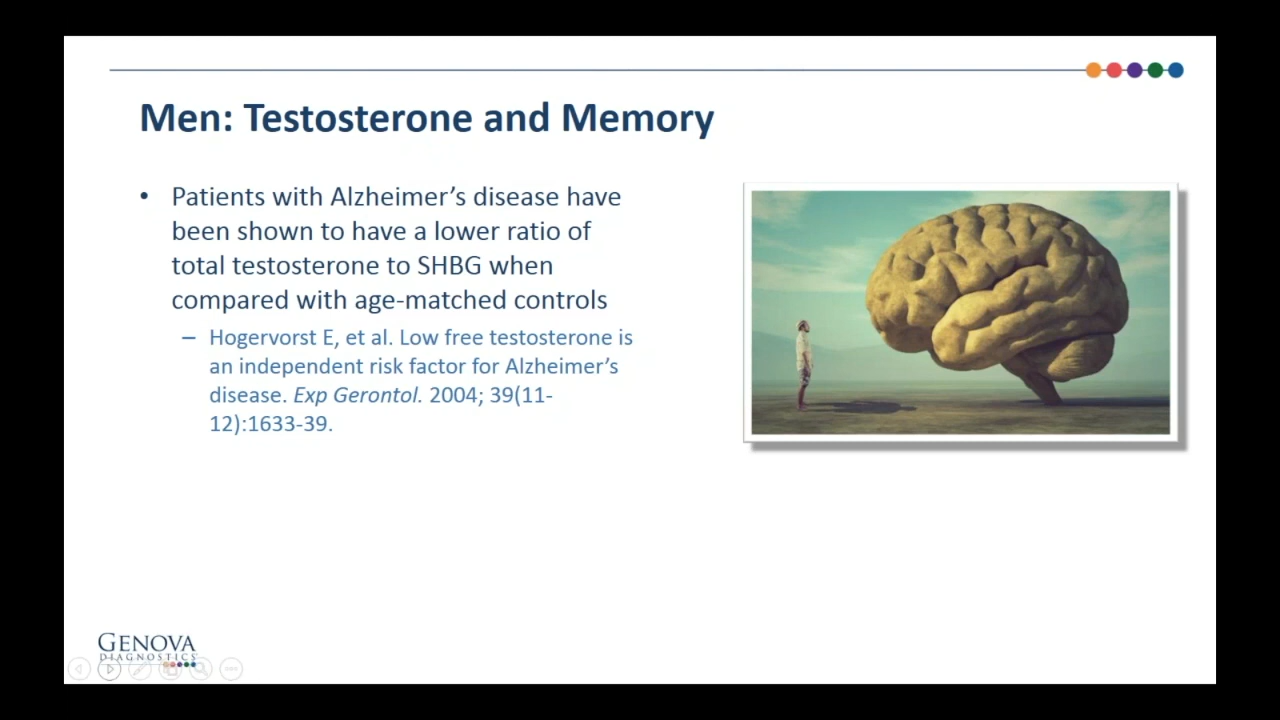 Men: Testosterone and Memory
• Patients with Alzheimer’s disease have
been shown to have a lower ratio of
total testosterone to SHBG when
compared with age-matched controls
– Hogervorst E, et al. Low free testosterone is
an independent risk factor for Alzheimer’s
disease. Exp Gerontol. 2004; 39(11-
12):1633-39.
GENOVA
DIAGNOSTICS